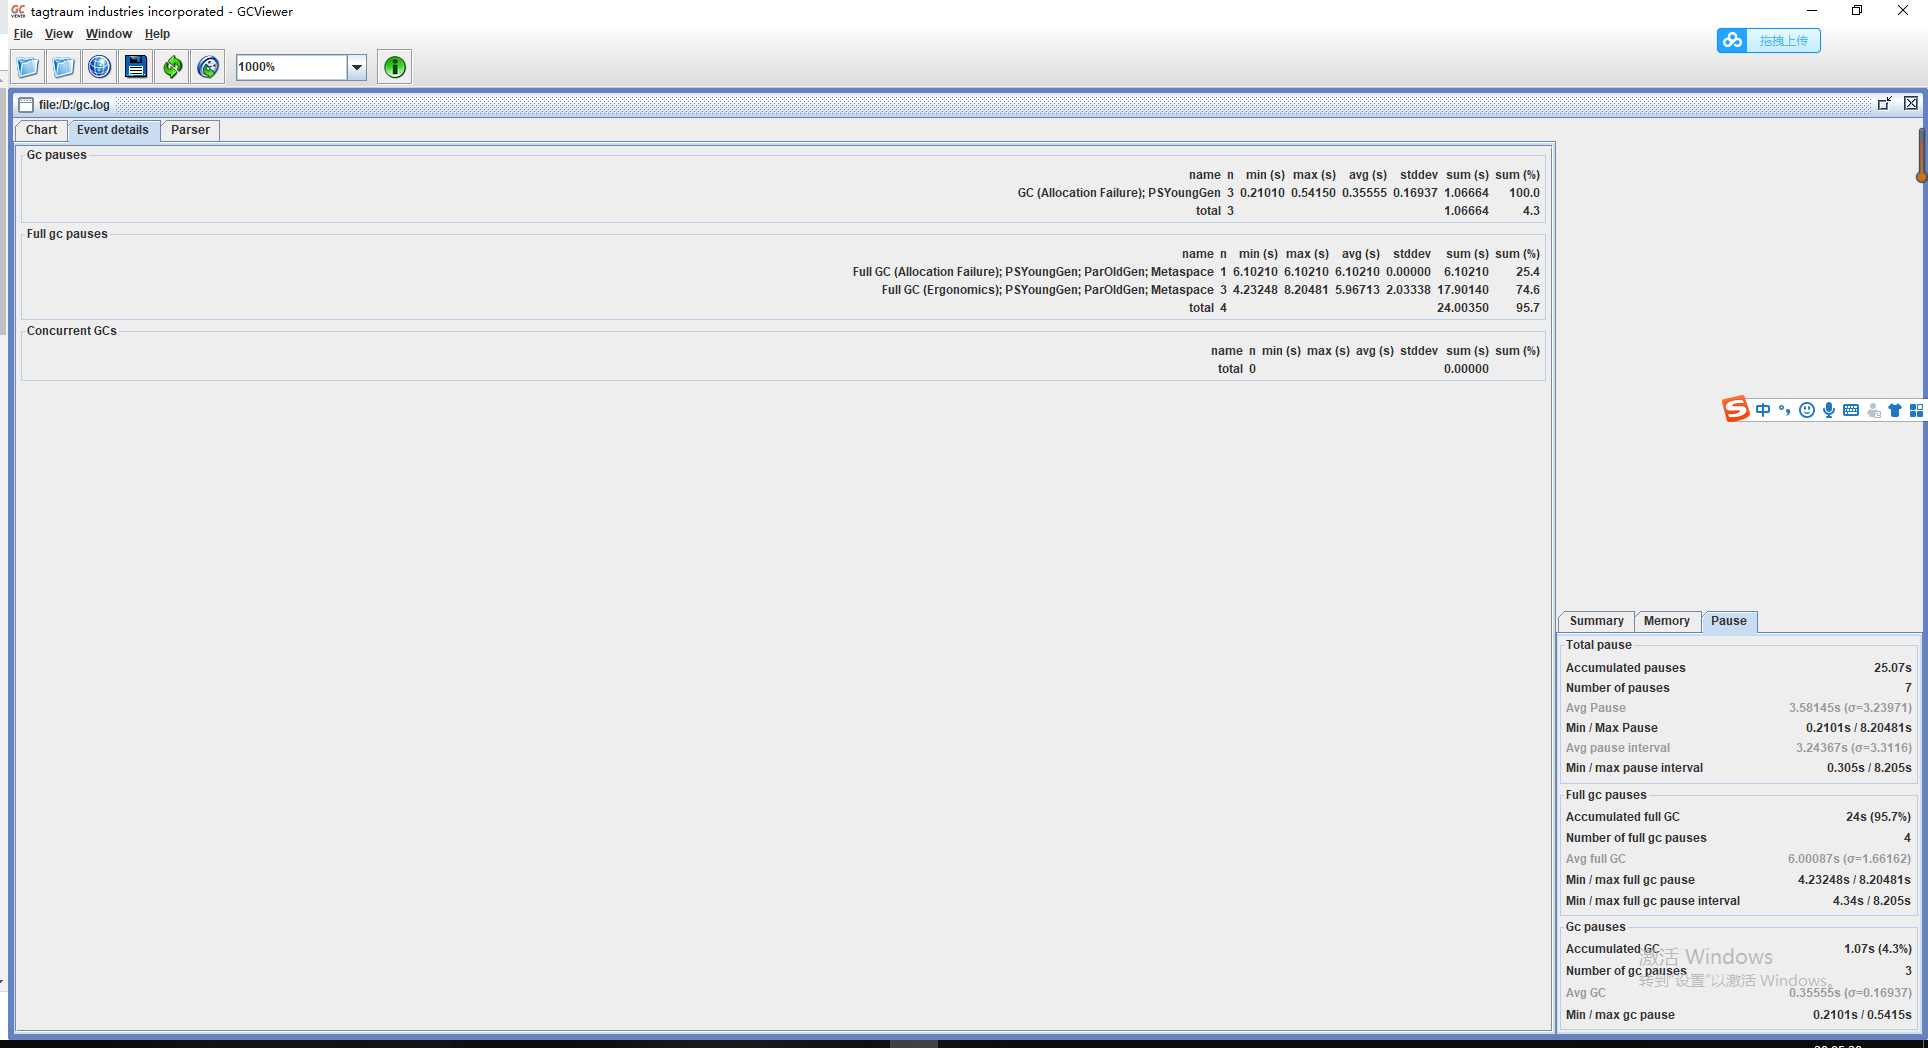 GC VIEWER tagtraum industries incorporated - GCViewer
File View Window Help
拖拽上传
1000%
file:/D:/gc.log
Chart Event details Parser
Gc pauses
name n min (s) max (s) avg (s) stddev sum (s) sum (%)
GC (Allocation Failure); PSYoungGen 3 0.21010 0.54150 0.35555 0.16937 1.06664 100.0
total 3 1.06664 4.3
Full gc pauses
name n min (s) max (s) avg (s) stddev sum (s) sum (%)
Full GC (Allocation Failure); PSYoungGen; ParOldGen; Metaspace 1 6.10210 6.10210 6.10210 0.00000 6.10210 25.4
Full GC (Ergonomics); PSYoungGen; ParOldGen; Metaspace 3 4.23248 8.20481 5.96713 2.03338 17.90140 74.6
total 4 24.00350 95.7
Concurrent GCs
name n min (s) max (s) avg (s) stddev sum (s) sum (%)
total 0 0.00000
S 中
Summary Memory Pause
Total pause
Accumulated pauses 25.07s
Number of pauses 7
Avg Pause 3.58145s (σ=3.23971)
Min / Max Pause 0.2101s / 8.20481s
Avg pause interval 3.24367s (σ=3.3116)
Min / max pause interval 0.305s / 8.205s
Full gc pauses
Accumulated full GC 24s (95.7%)
Number of full gc pauses 4
Avg full GC 6.00087s (σ=1.66162)
Min / max full gc pause 4.23248s / 8.20481s
Min / max full gc pause interval 4.34s / 8.205s
Gc pauses
Accumulated GC 1.07s (4.3%)
Number of gc pauses 3
Avg GC 0.35555s (σ=0.16937)
Min / max gc pause 0.2101s / 0.5415s
激活 Windows
转到"设置"以激活 Windows。